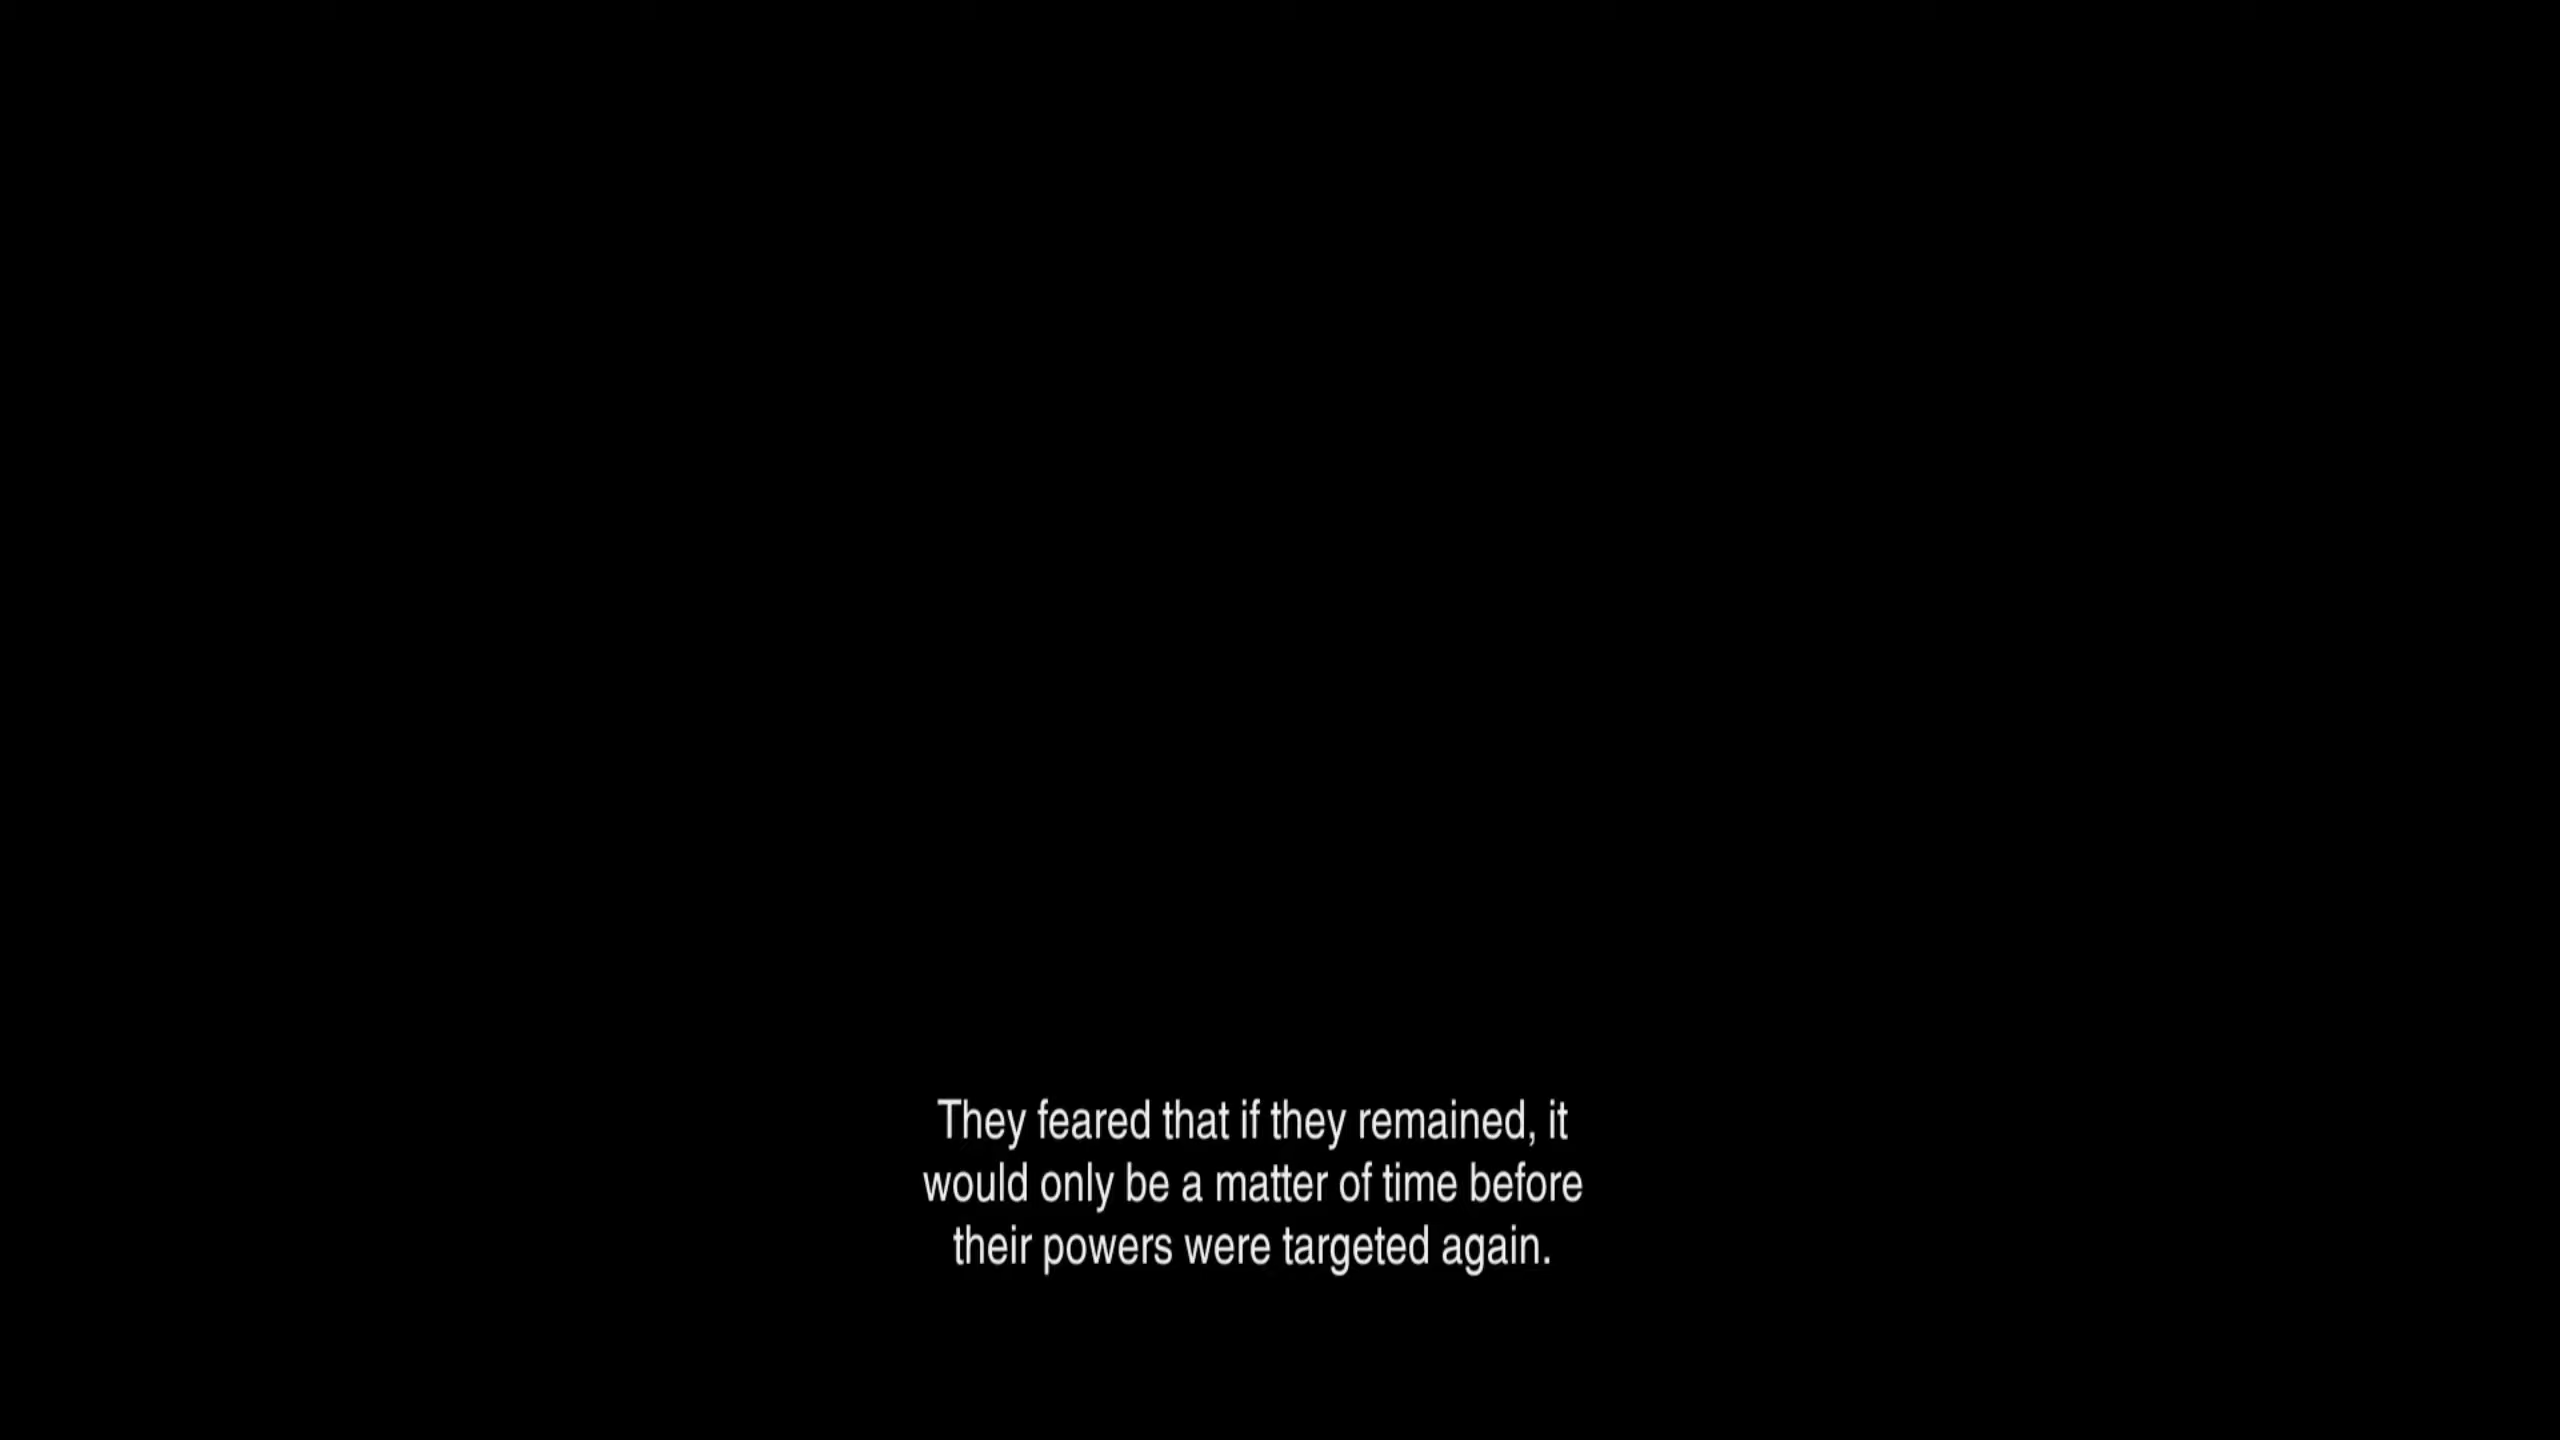 They feared that if they remained, it
would only be a matter of time before
their powers were targeted again.